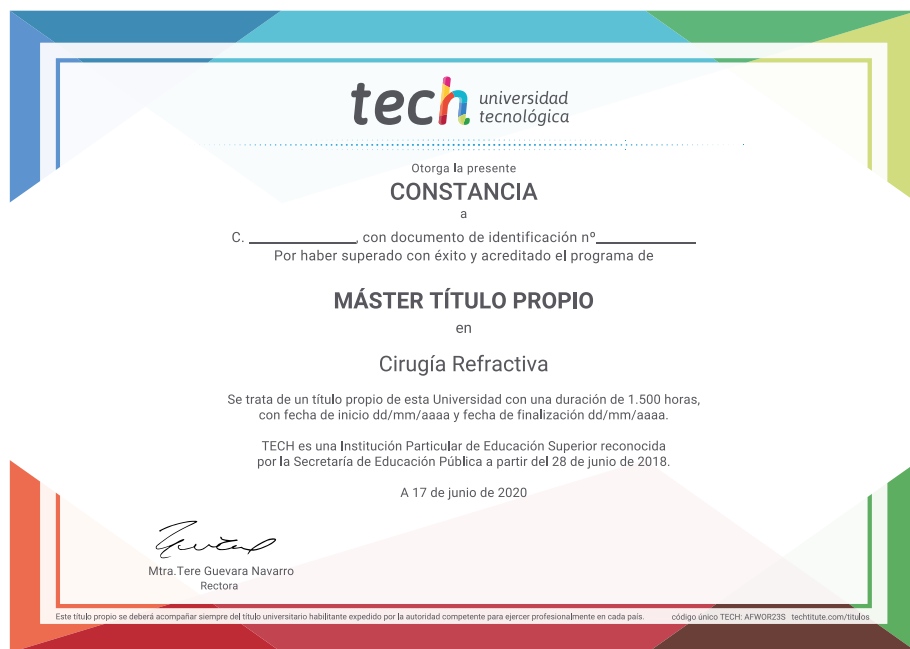 tech universidad
tecnológica
Otorga la presente
CONSTANCIA
a
C. ____________, con documento de identificación nº____________
Por haber superado con éxito y acreditado el programa de
MÁSTER TÍTULO PROPIO
en
Cirugía Refractiva
Se trata de un título propio de esta Universidad con una duración de 1.500 horas,
con fecha de inicio dd/mm/aaaa y fecha de finalización dd/mm/aaaa.
TECH es una Institución Particular de Educación Superior reconocida
por la Secretaría de Educación Pública a partir del 28 de junio de 2018.
A 17 de junio de 2020
Mtra.Tere Guevara Navarro
Rectora
Este título propio se deberá acompañar siempre del título universitario habilitante expedido por la autoridad competente para ejercer profesionalmente en cada país. código único TECH: AFWOR23S techtitute.com/titulos